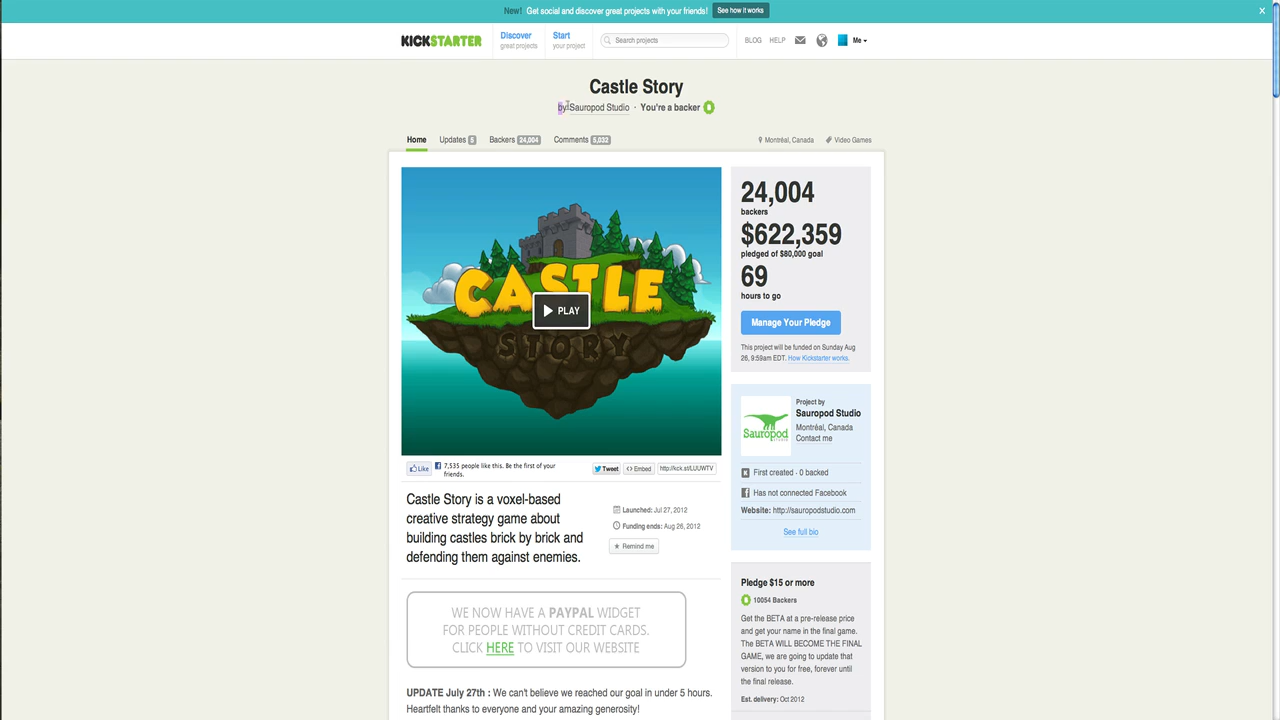 New! Get social and discover great projects with your friends! See how it works ×
KICKSTARTER
Discover
great projects
Start
your project
Search projects
BLOG HELP Me
Castle Story
by Sauropod Studio · You're a backer
Home Updates 5 Backers 24,004 Comments 5,032
Montréal, Canada Video Games
CASTLE
STORY
PLAY
24,004
backers
$622,359
pledged of $80,000 goal
69
hours to go
Manage Your Pledge
This project will be funded on Sunday Aug
26, 9:59am EDT. How Kickstarter works.
Sauropod
STUDIO
Project by
Sauropod Studio
Montréal, Canada
Contact me
First created · 0 backed
Has not connected Facebook
Website: http://sauropodstudio.com
See full bio
Like 7,535 people like this. Be the first of your
friends.
Tweet Embed http://kck.st/LUUWTV
Castle Story is a voxel-based
creative strategy game about
building castles brick by brick and
defending them against enemies.
Launched: Jul 27, 2012
Funding ends: Aug 26, 2012
Remind me
WE NOW HAVE A PAYPAL WIDGET
FOR PEOPLE WITHOUT CREDIT CARDS.
CLICK HERE TO VISIT OUR WEBSITE
UPDATE July 27th : We can't believe we reached our goal in under 5 hours.
Heartfelt thanks to everyone and your amazing generosity!
Pledge $15 or more
10054 Backers
Get the BETA at a pre-release price
and get your name in the final game.
The BETA WILL BECOME THE FINAL
GAME, we are going to update that
version to you for free, forever until
the final release.
Est. delivery: Oct 2012